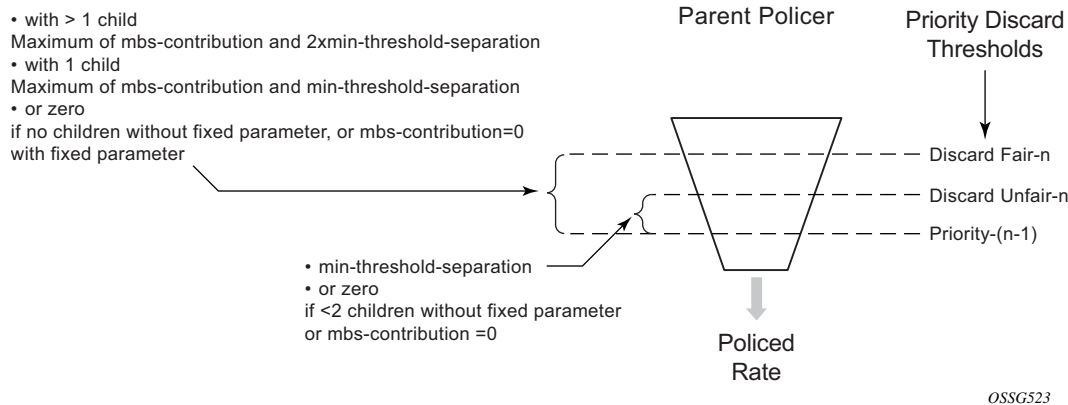 • with > 1 child
Maximum of mbs-contribution and 2xmin-threshold-separation
• with 1 child
Maximum of mbs-contribution and min-threshold-separation
• or zero
if no children without fixed parameter, or mbs-contribution=0
with fixed parameter
Parent Policer
Priority Discard
Thresholds
Discard Fair-n
Discard Unfair-n
Priority-(n-1)
• min-threshold-separation
• or zero
if <2 children without fixed parameter
or mbs-contribution =0
Policed
Rate
OSSG523